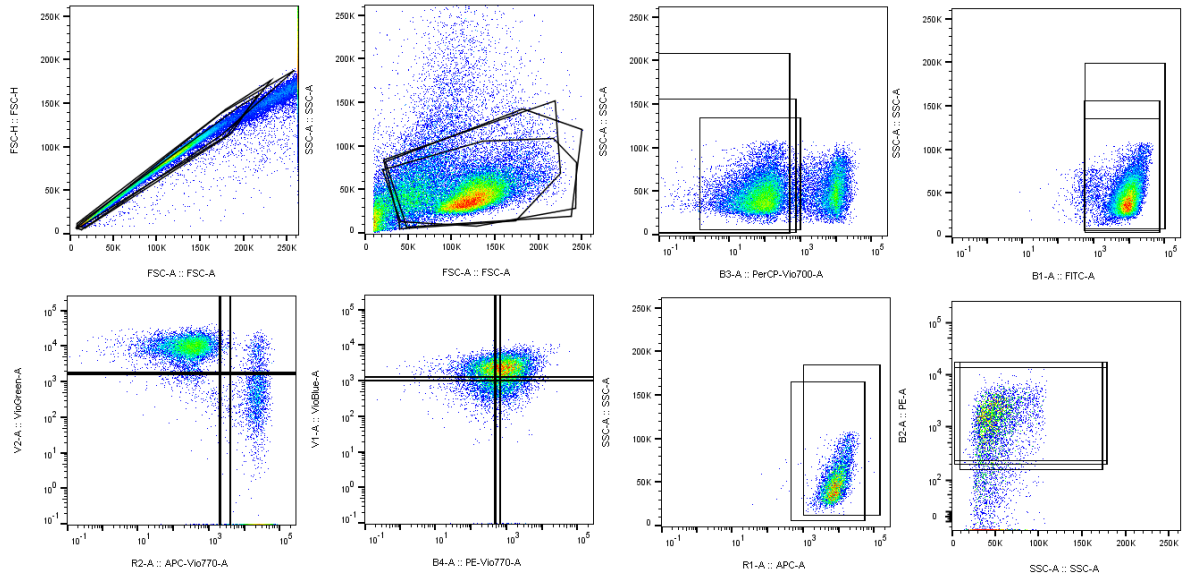 250K
200K
150K
100K
50K
0
FSC-H :: FSC-H
0 50K 100K 150K 200K 250K
FSC-A :: FSC-A
250K
200K
150K
100K
50K
0
SSC-A :: SSC-A
0 50K 100K 150K 200K 250K
FSC-A :: FSC-A
250K
200K
150K
100K
50K
0
SSC-A :: SSC-A
10^-1 10^1 10^3 10^5
B3-A :: PerCP-Vio700-A
250K
200K
150K
100K
50K
0
SSC-A :: SSC-A
10^-1 10^1 10^3 10^5
B1-A :: FITC-A
10^5
10^4
10^3
10^2
10^1
10^0
10^-1
V2-A :: VioGreen-A
10^-1 10^1 10^3 10^5
R2-A :: APC-Vio770-A
10^5
10^4
10^3
10^2
10^1
10^0
10^-1
V1-A :: VioBlue-A
10^-1 10^1 10^3 10^5
B4-A :: PE-Vio770-A
250K
200K
150K
100K
50K
0
SSC-A :: SSC-A
10^-1 10^1 10^3 10^5
R1-A :: APC-A
10^5
10^4
10^3
10^2
0
B2-A :: PE-A
0 50K 100K 150K 200K 250K
SSC-A :: SSC-A